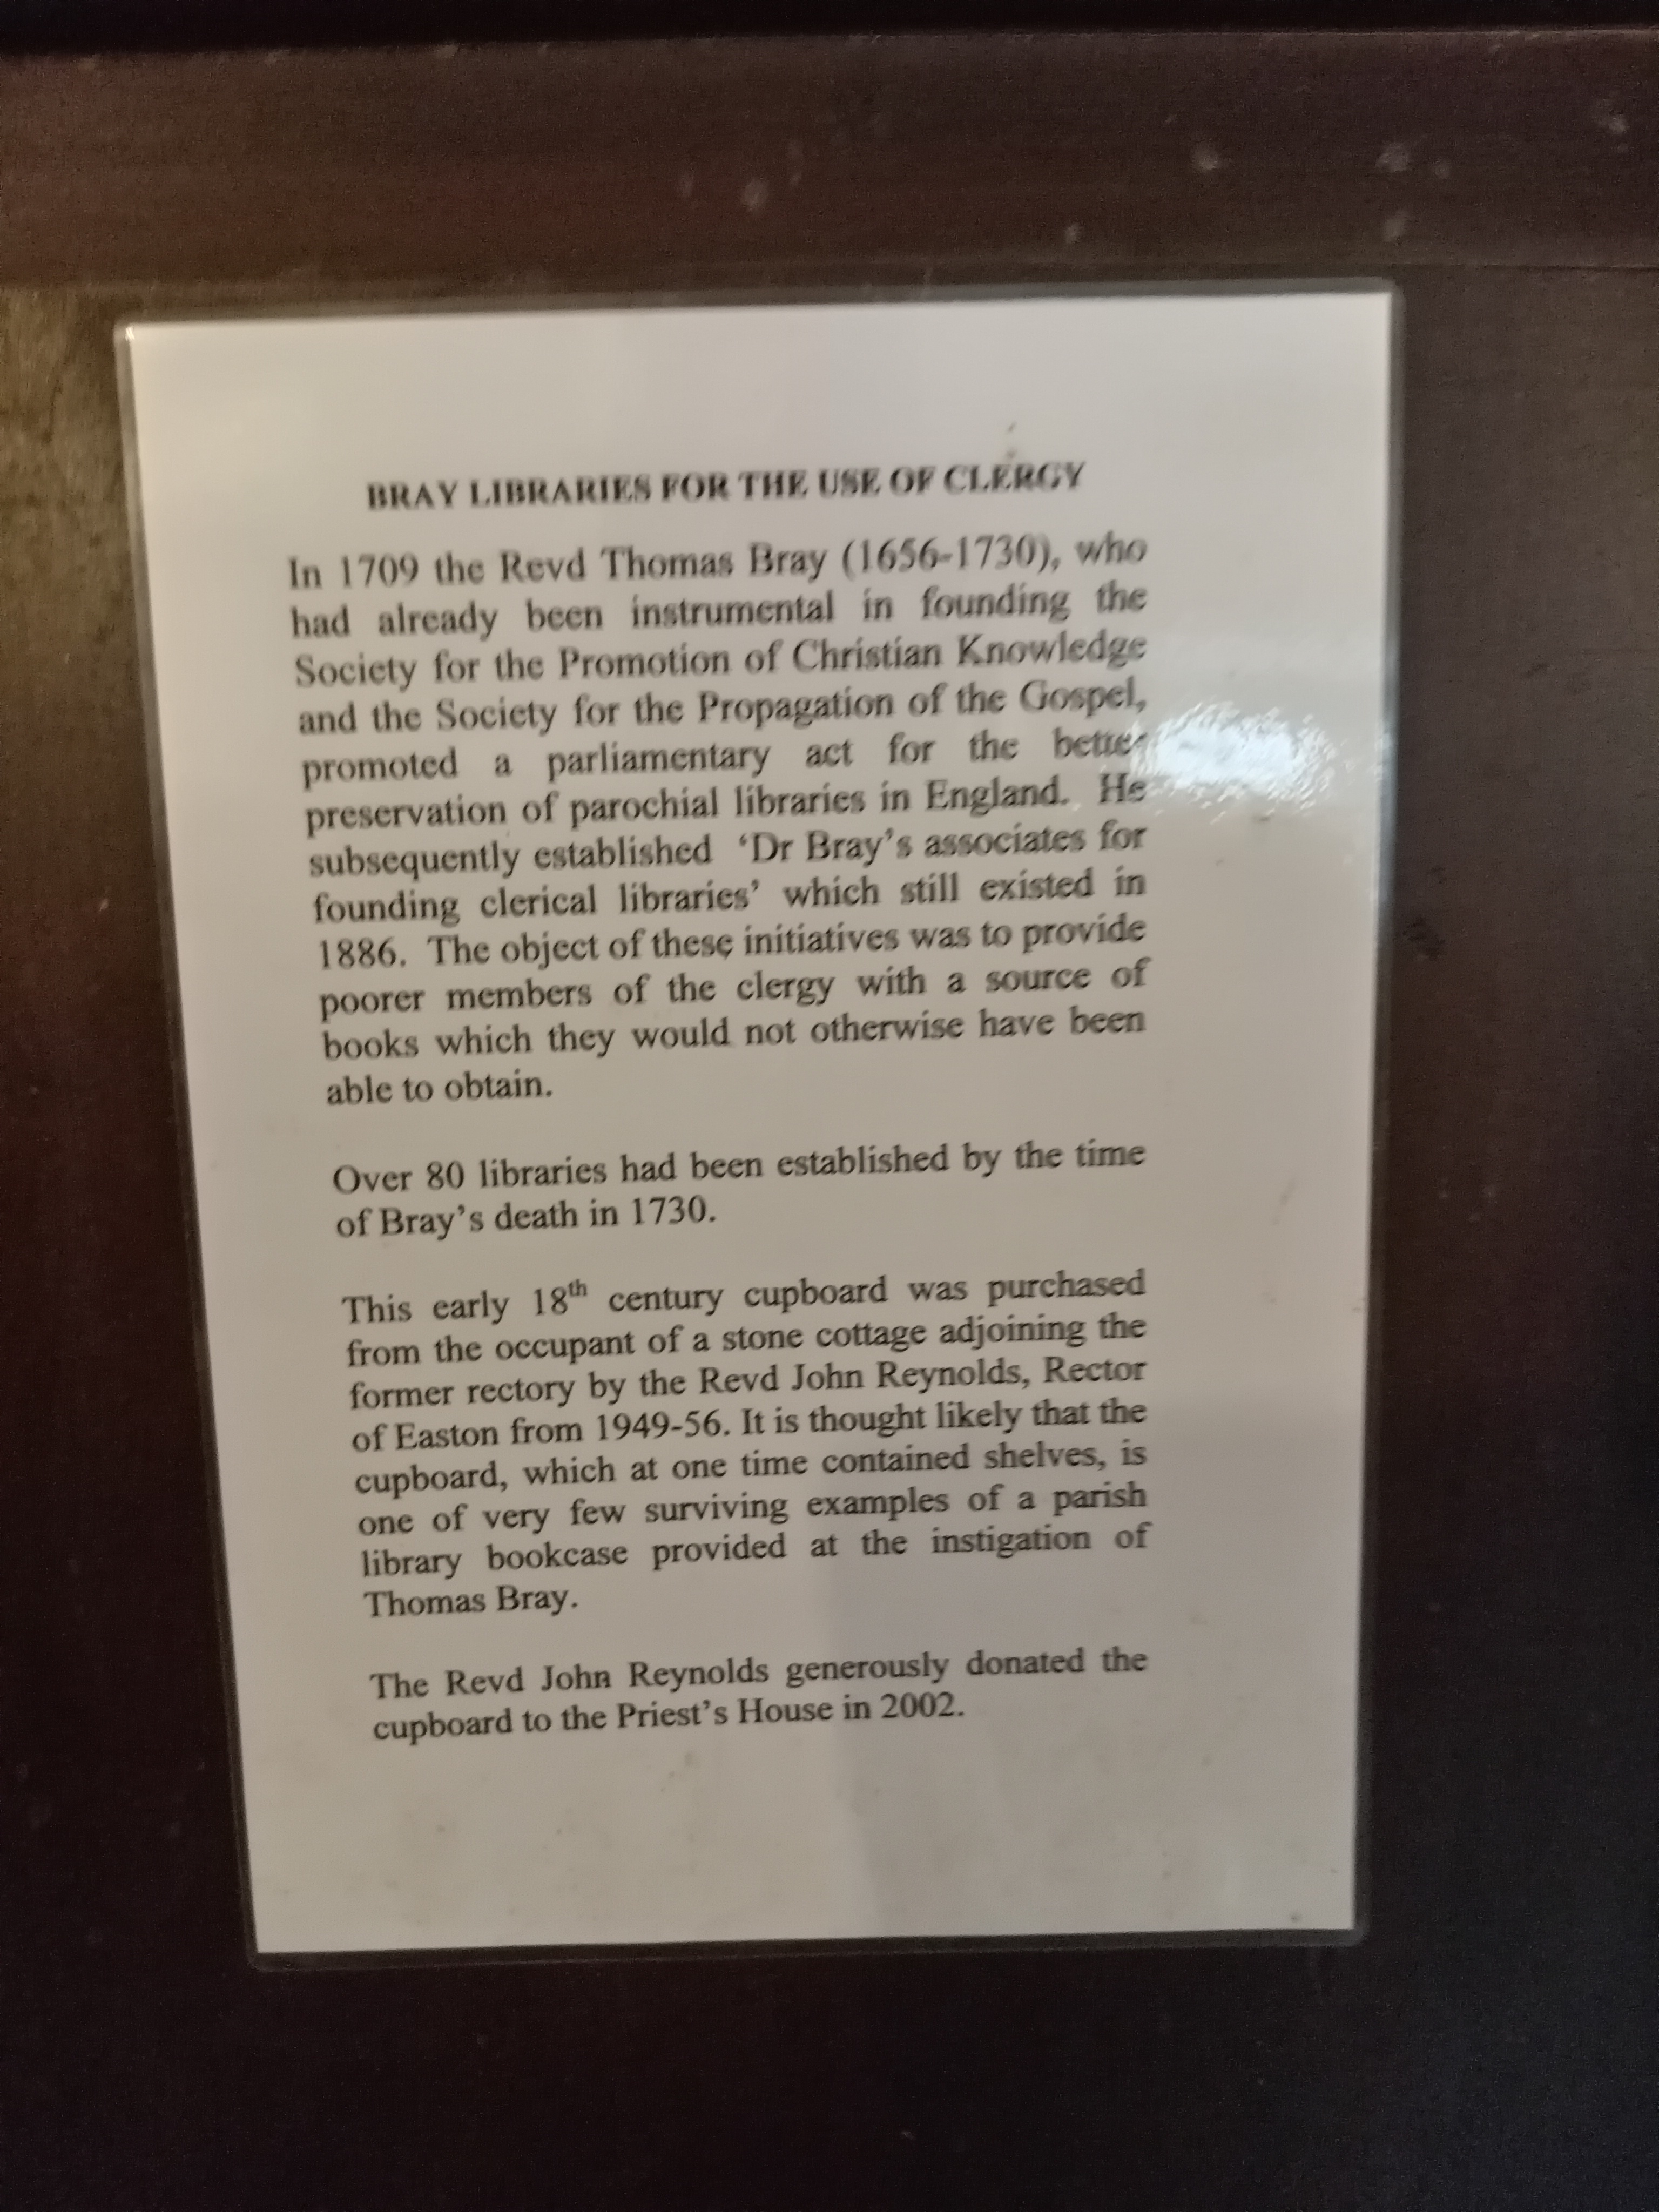 BRAY LIBRARIES FOR THE USE OF CLERGY
In 1709 the Revd Thomas Bray (1656-1730), who
had already been instrumental in founding the
Society for the Promotion of Christian Knowledge
and the Society for the Propagation of the Gospel,
promoted a parliamentary act for the better
preservation of parochial libraries in England. He
subsequently established ‘Dr Bray’s associates for
founding clerical libraries’ which still existed in
1886. The object of these initiatives was to provide
poorer members of the clergy with a source of
books which they would not otherwise have been
able to obtain.
Over 80 libraries had been established by the time
of Bray’s death in 1730.
This early 18th century cupboard was purchased
from the occupant of a stone cottage adjoining the
former rectory by the Revd John Reynolds, Rector
of Easton from 1949-56. It is thought likely that the
cupboard, which at one time contained shelves, is
one of very few surviving examples of a parish
library bookcase provided at the instigation of
Thomas Bray.
The Revd John Reynolds generously donated the
cupboard to the Priest’s House in 2002.